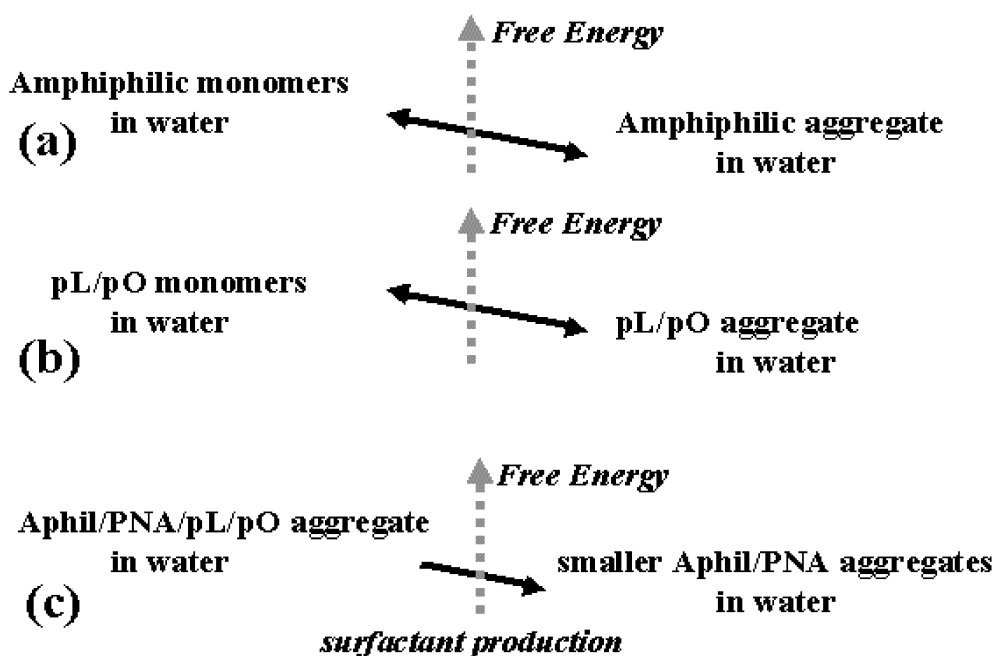 Free Energy
Amphiphilic monomers
in water
(a)
Amphiphilic aggregate
in water
Free Energy
pL/pO monomers
in water
(b)
pL/pO aggregate
in water
Free Energy
Aphil/PNA/pL/pO aggregate
in water
(c)
smaller Aphil/PNA aggregates
in water
surfactant production